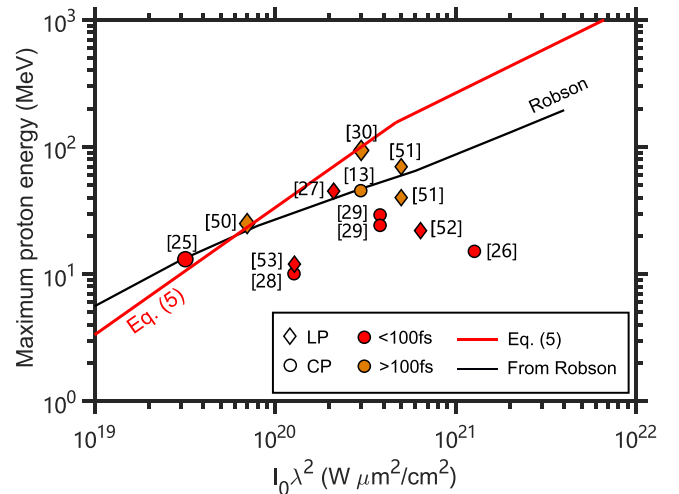 10³
10²
10¹
10⁰
Maximum proton energy (MeV)
Robson
[30]
[51]
[13]
[27]
[51]
[29]
[50]
[29]
[52]
[25]
[26]
[53]
[28]
Eq. (5)
LP
<100fs
Eq. (5)
CP
>100fs
From Robson
10¹⁹
10²⁰
10²¹
10²²
I₀λ² (W μm²/cm²)